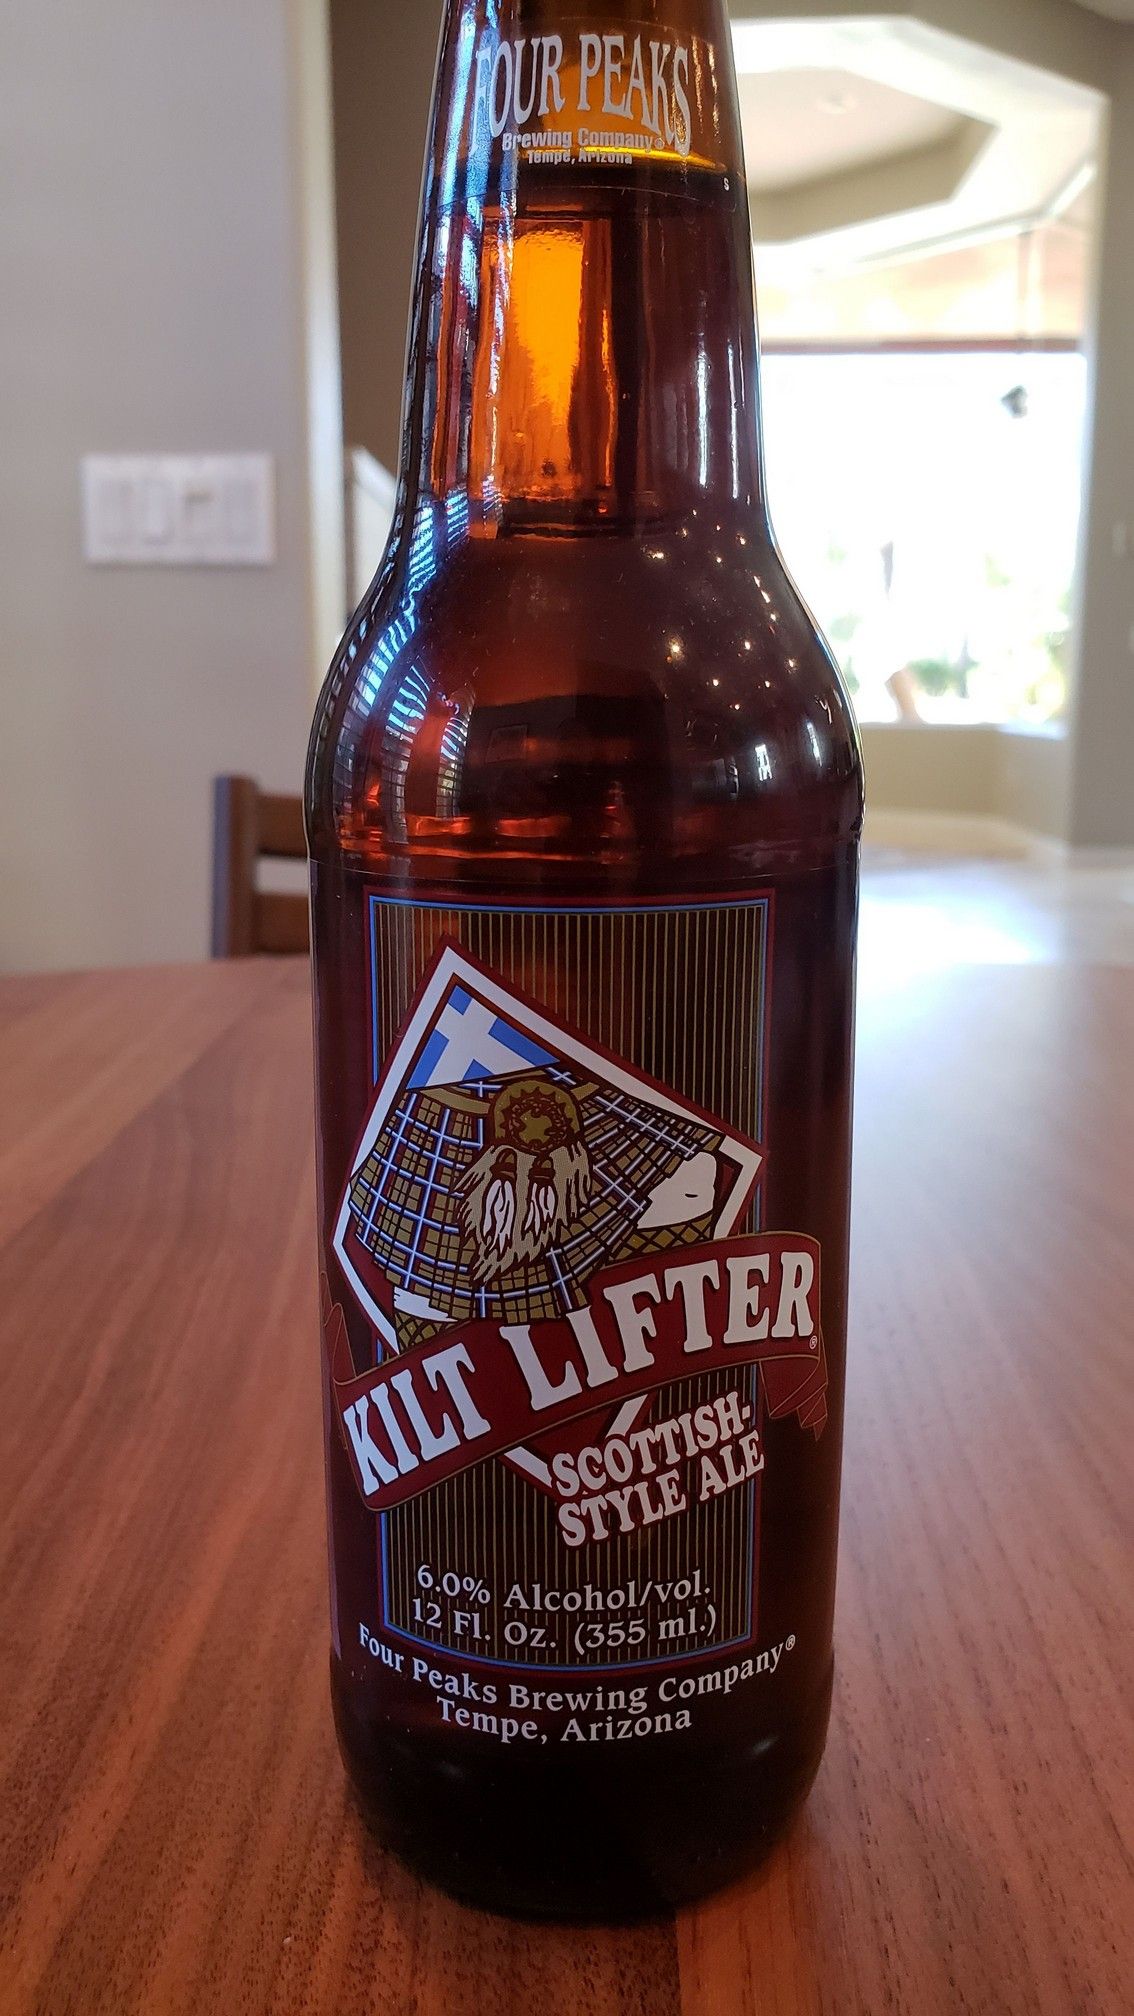 FOUR PEAKS
Brewing Company®
Tempe, Arizona
S
KILT LIFTER®
SCOTTISH-
STYLE ALE
6.0% Alcohol/vol.
12 Fl. Oz. (355 ml.)
Four Peaks Brewing Company®
Tempe, Arizona